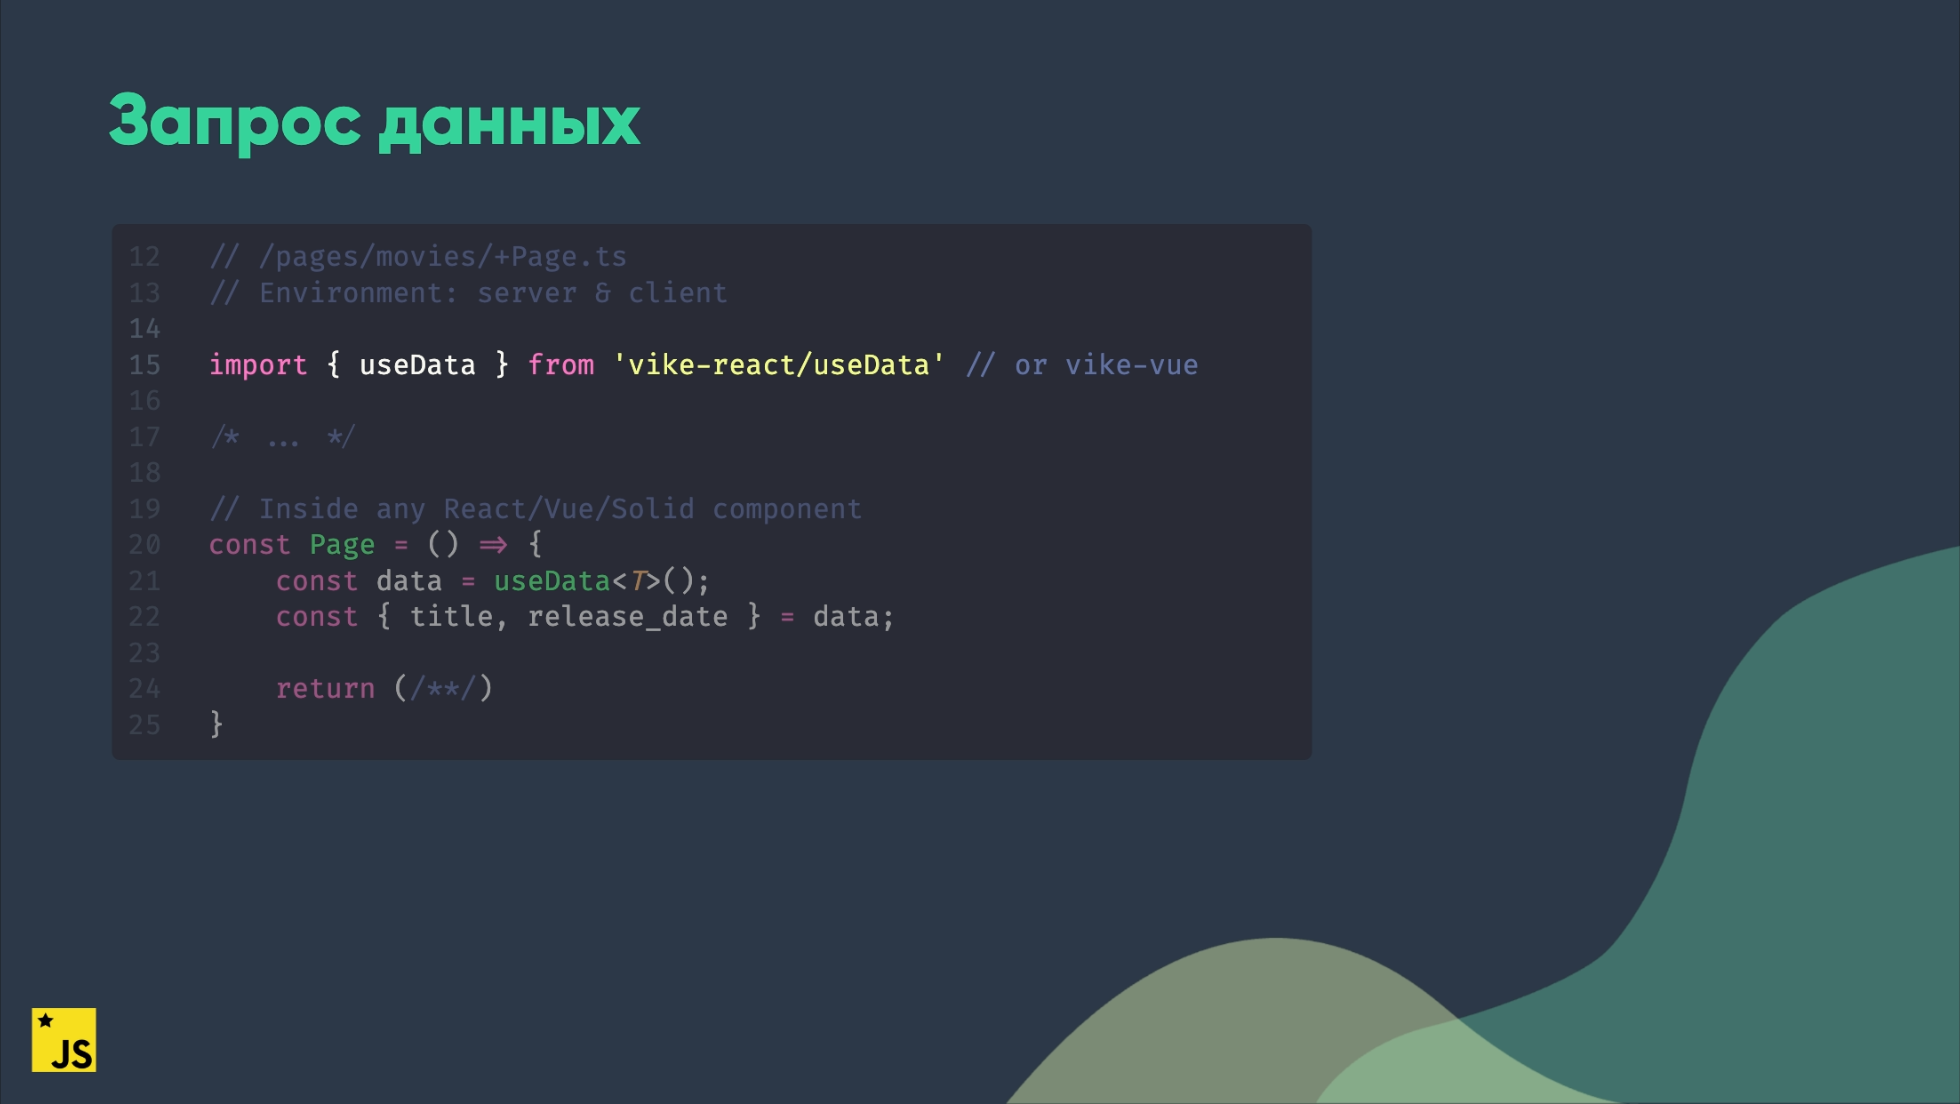 Запрос данных
12 // /pages/movies/+Page.ts
13 // Environment: server & client
14
15 import { useData } from 'vike-react/useData' // or vike-vue
16
17 /* ... */
18
19 // Inside any React/Vue/Solid component
20 const Page = () => {
21     const data = useData<T>();
22     const { title, release_date } = data;
23
24     return (/**/)
25 }
JS